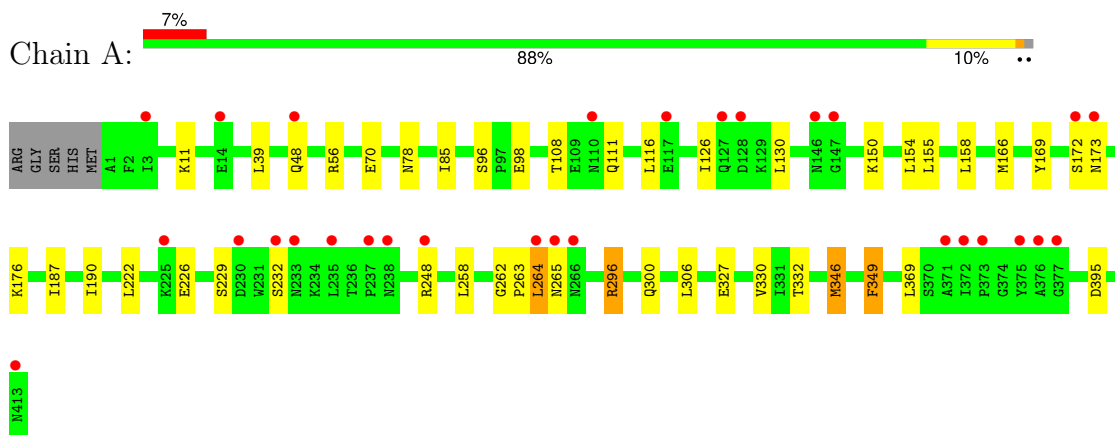 7%
Chain A:
88% 10% ••
ARG GLY SER HIS MET A1 F2 I3 K11 E14 L39 Q48 R56 E70 N78 I85 S96 P97 E98 T108 E109 N110 Q111 L116 E117 I126 Q127 D128 K129 L130 N146 G147 K150 L154 L155 L158 M166 Y169 S172 N173
K176 I187 I190 L222 K225 E226 S229 D230 W231 S232 N233 K234 L235 T236 P237 N238 R248 L258 G262 P263 L264 N265 N266 R296 Q300 L306 E327 V330 I331 T332 M346 F349 L369 S370 A371 I372 P373 G374 Y375 A376 G377 D395
N413